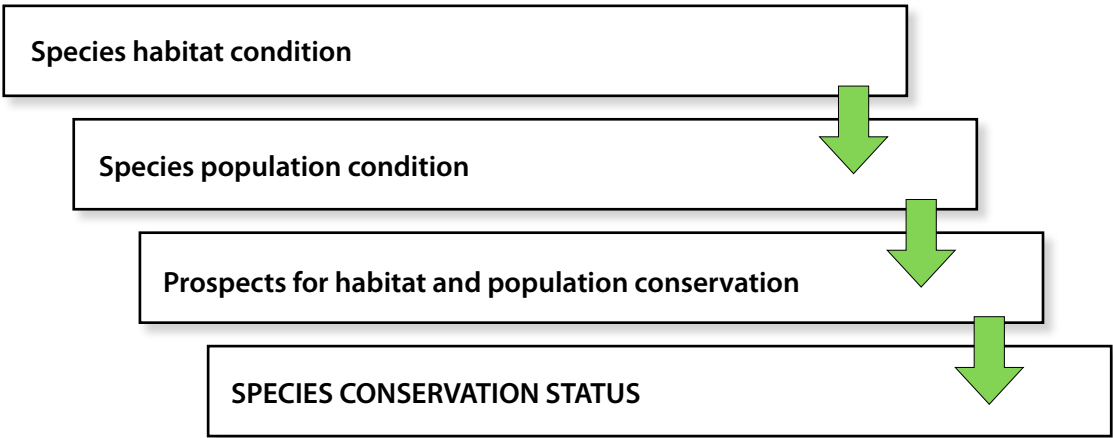 Species habitat condition
Species population condition
Prospects for habitat and population conservation
SPECIES CONSERVATION STATUS